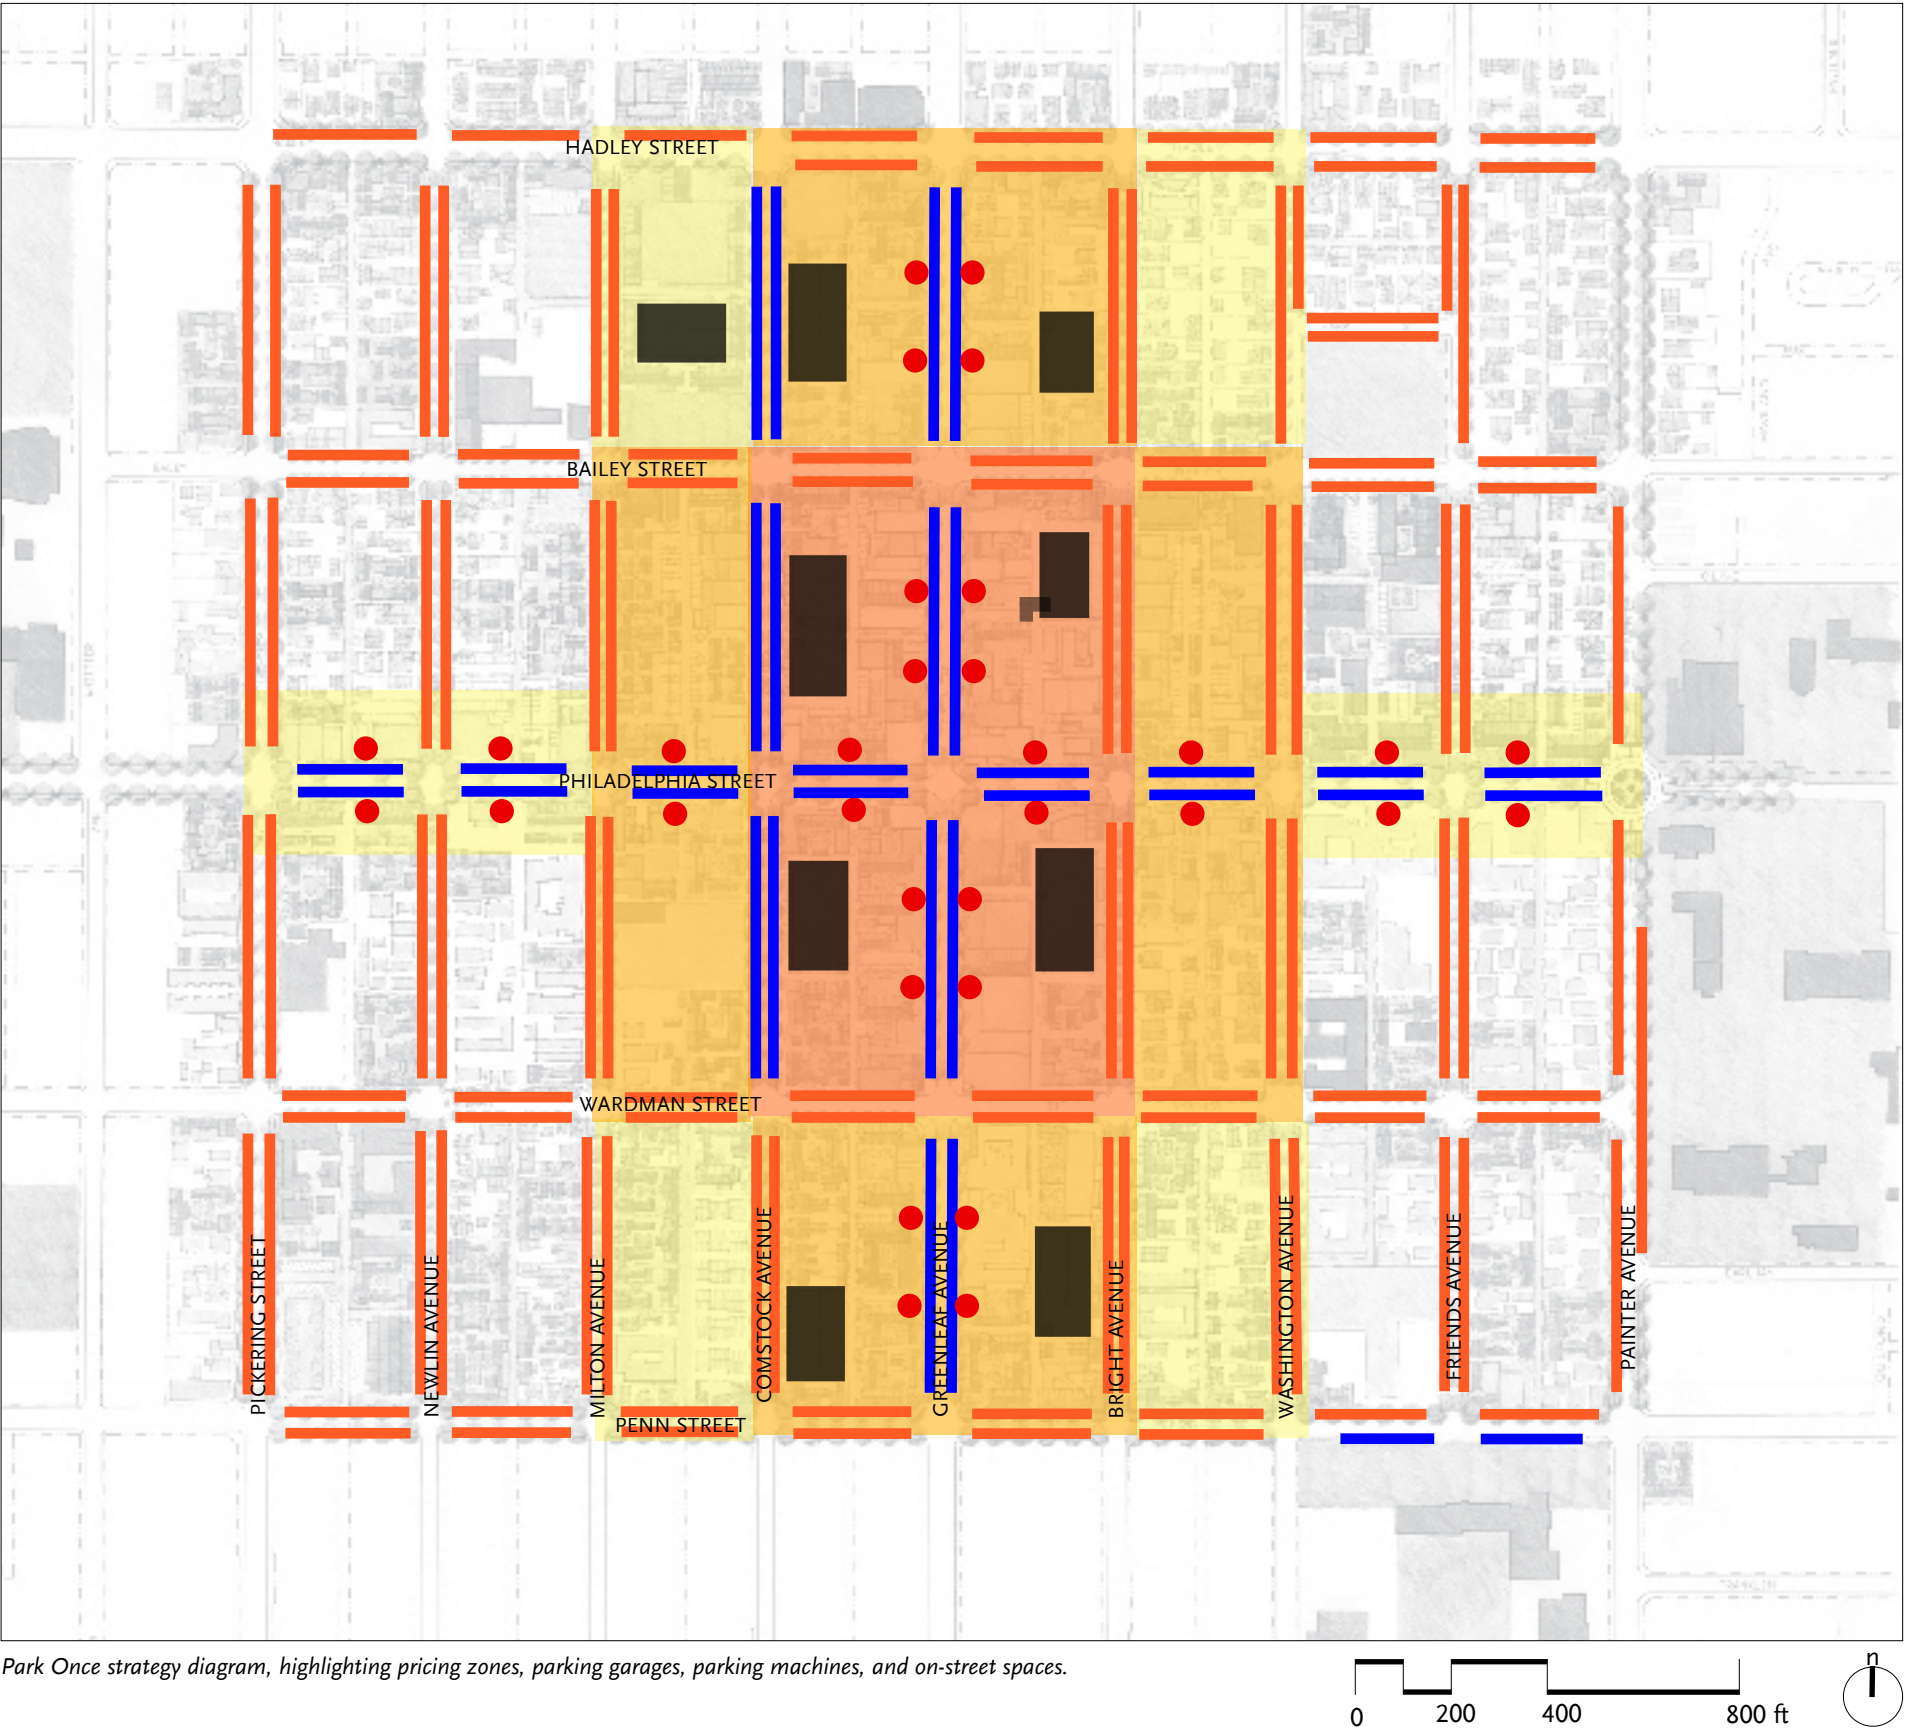 HADLEY STREET
BAILEY STREET
PHILADELPHIA STREET
WARDMAN STREET
PICKERING STREET
NEWLIN AVENUE
MILTON AVENUE
COMSTOCK AVENUE
GREENLEAF AVENUE
BRIGHT AVENUE
WASHINGTON AVENUE
FRIENDS AVENUE
PAINTER AVENUE
PENN STREET
Park Once strategy diagram, highlighting pricing zones, parking garages, parking machines, and on-street spaces.
0 200 400 800 ft
n